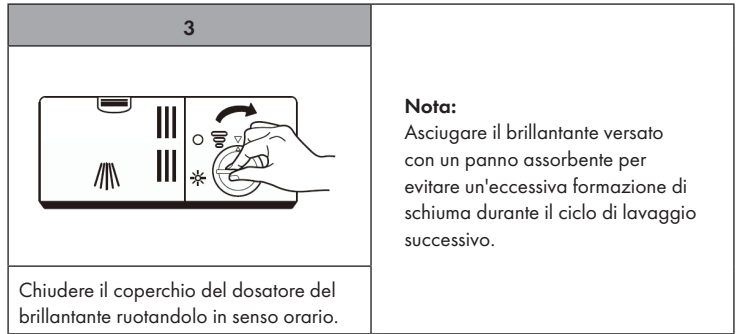 3
Chiudere il coperchio del dosatore del
brillantante ruotandolo in senso orario.
Nota:
Asciugare il brillantante versato
con un panno assorbente per
evitare un'eccessiva formazione di
schiuma durante il ciclo di lavaggio
successivo.